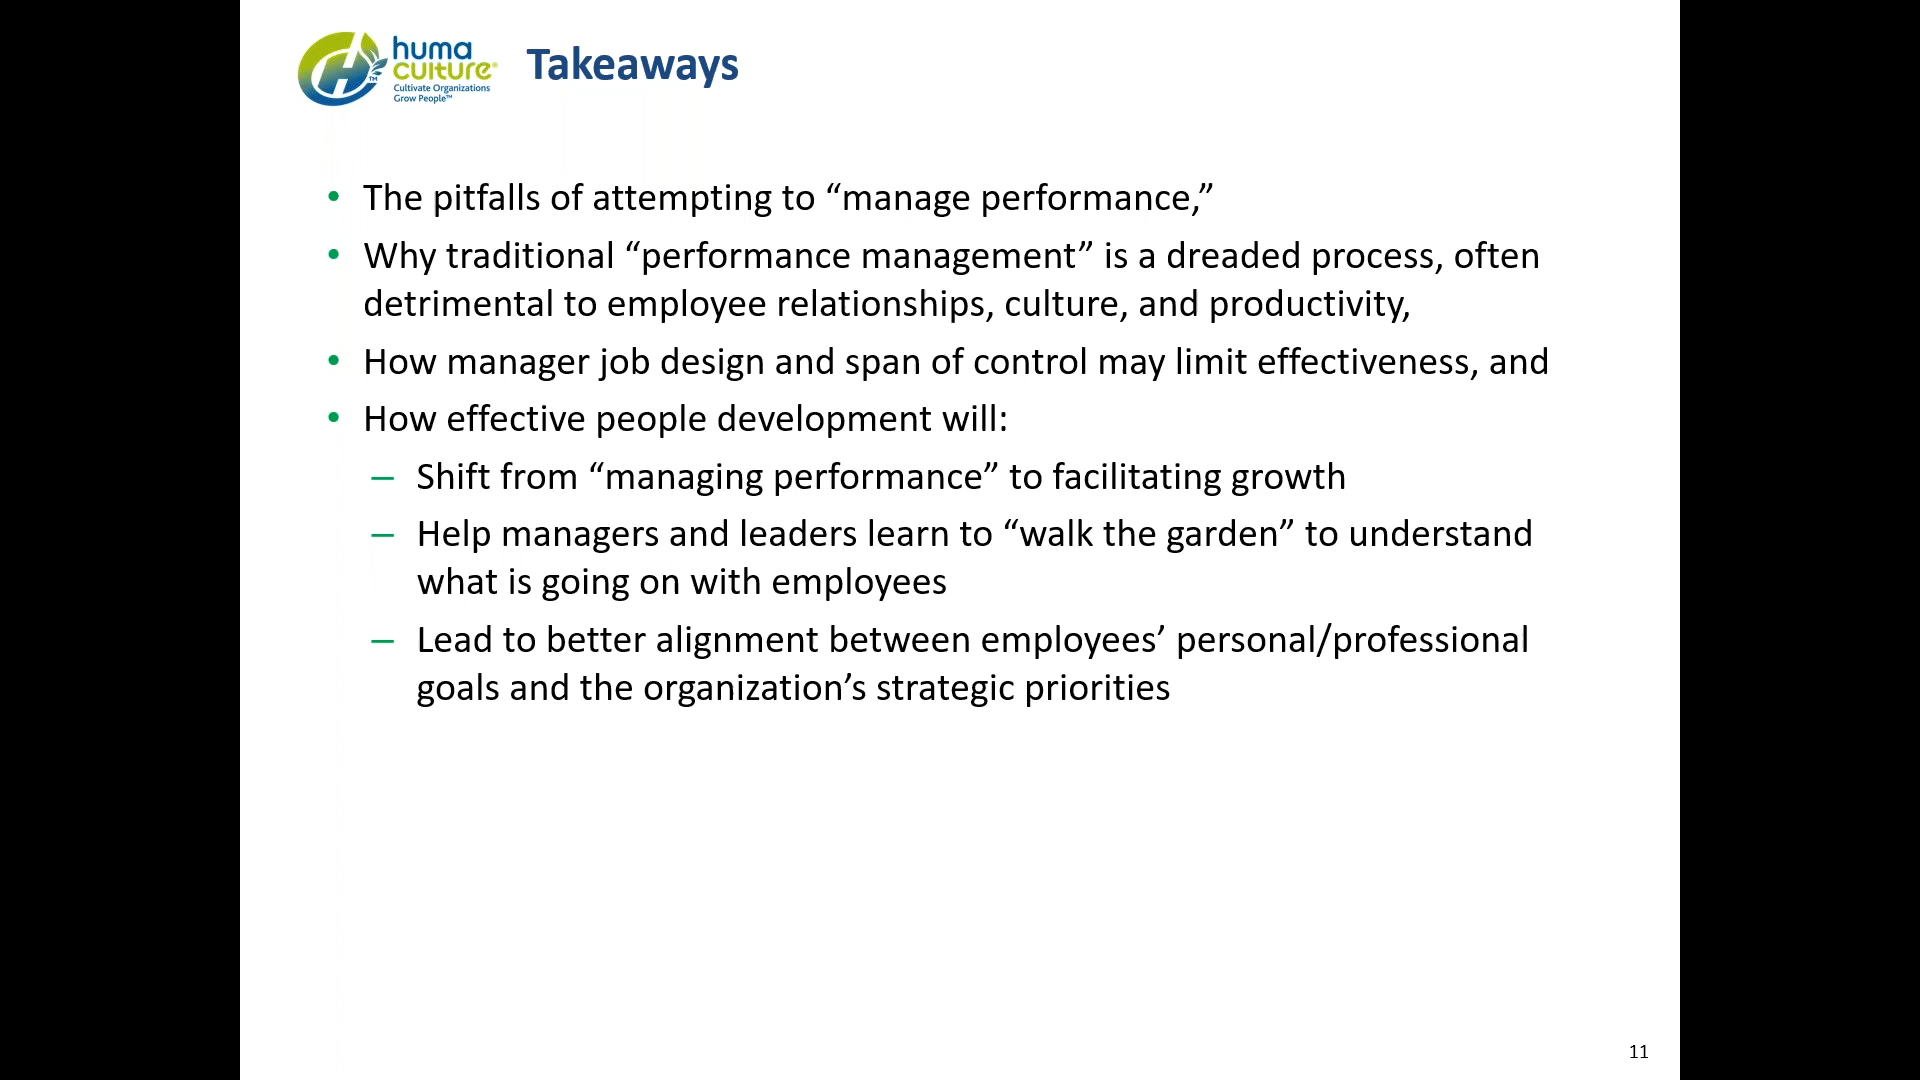 huma
culture®
Cultivate Organizations
Grow People™
™
Takeaways
• The pitfalls of attempting to “manage performance,”
• Why traditional “performance management” is a dreaded process, often
detrimental to employee relationships, culture, and productivity,
• How manager job design and span of control may limit effectiveness, and
• How effective people development will:
– Shift from “managing performance” to facilitating growth
– Help managers and leaders learn to “walk the garden” to understand
what is going on with employees
– Lead to better alignment between employees’ personal/professional
goals and the organization’s strategic priorities
11